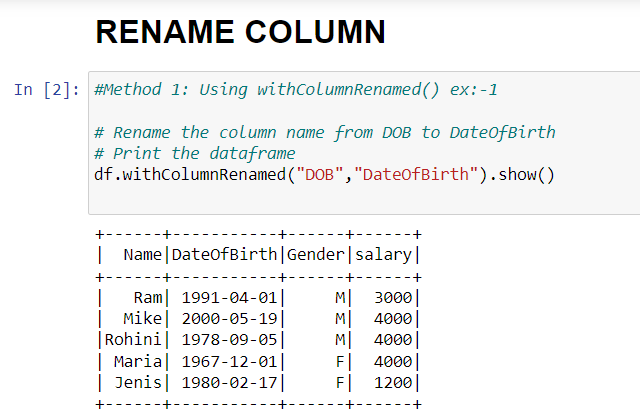 RENAME COLUMN
In [2]: #Method 1: Using withColumnRenamed() ex:-1
# Rename the column name from DOB to DateOfBirth
# Print the dataframe
df.withColumnRenamed("DOB","DateOfBirth").show()
+------+-----------+------+------+
|  Name|DateOfBirth|Gender|salary|
+------+-----------+------+------+
|   Ram| 1991-04-01|     M|  3000|
|  Mike| 2000-05-19|     M|  4000|
|Rohini| 1978-09-05|     M|  4000|
| Maria| 1967-12-01|     F|  4000|
| Jenis| 1980-02-17|     F|  1200|
+------+-----------+------+------+